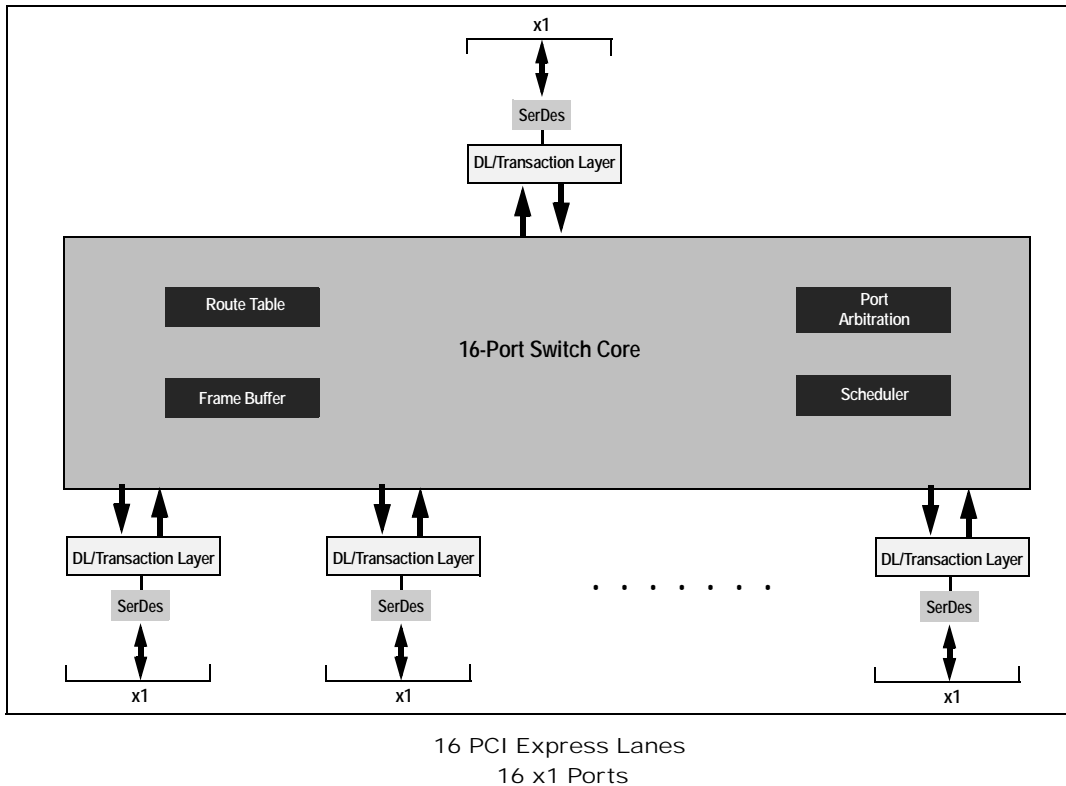 x1
SerDes
DL/Transaction Layer
Route Table
Port
Arbitration
16-Port Switch Core
Frame Buffer
Scheduler
DL/Transaction Layer
DL/Transaction Layer
DL/Transaction Layer
SerDes
SerDes
SerDes
x1
x1
x1
16 PCI Express Lanes
16 x1 Ports